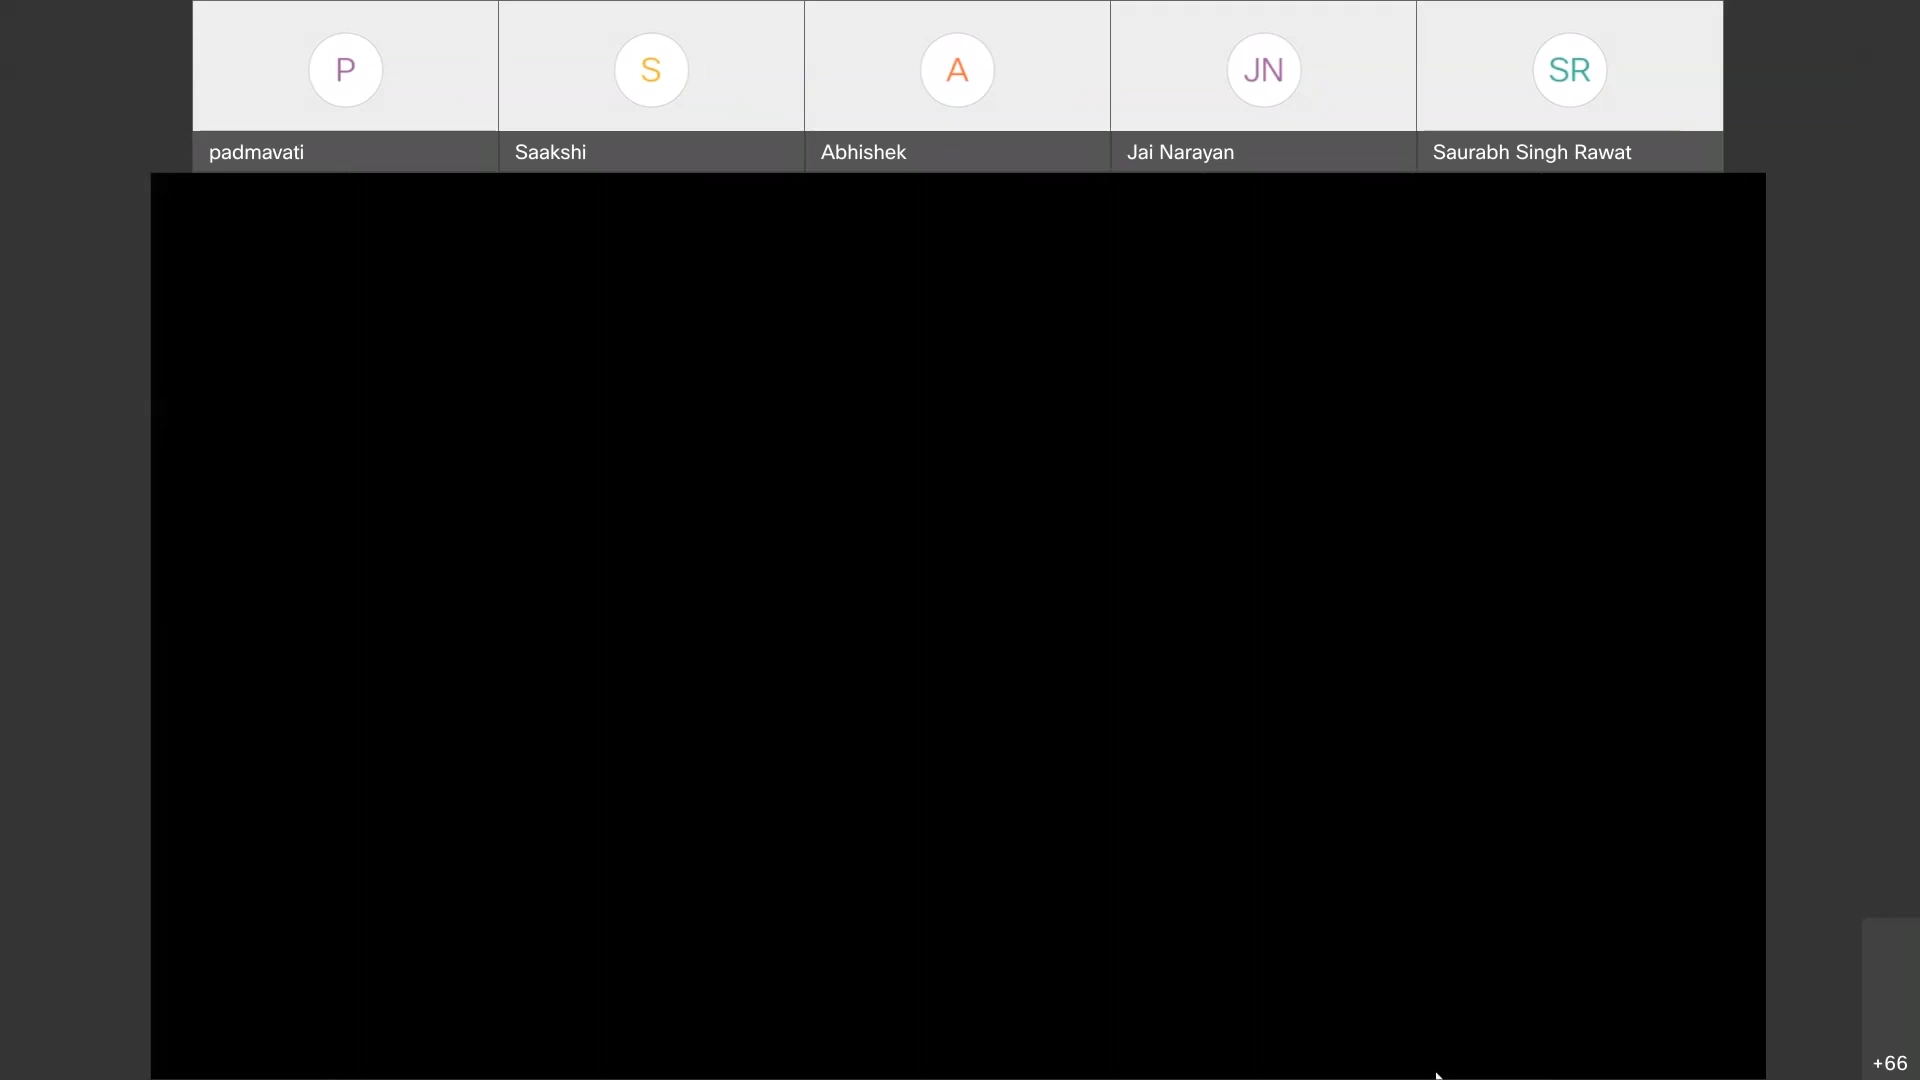 P
S
A
JN
SR
padmavati
Saakshi
Abhishek
Jai Narayan
Saurabh Singh Rawat
+66